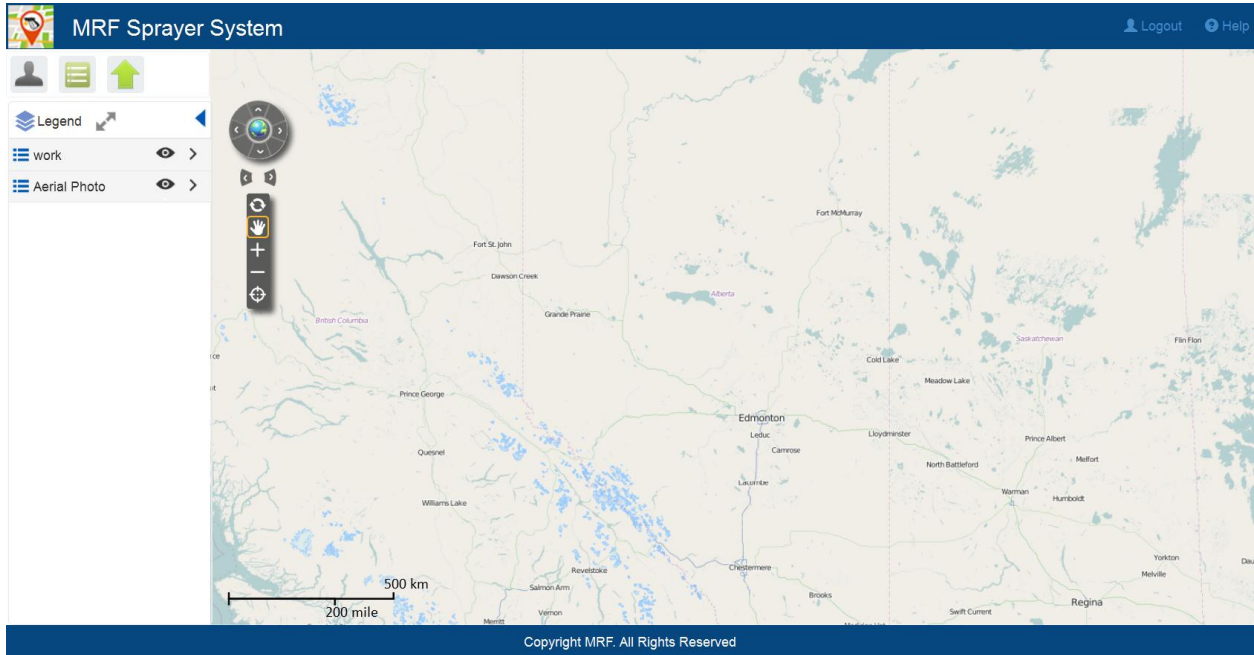 MRF Sprayer System
Logout
Help
Legend
work
Aerial Photo
Fort McMurray
Fort St. John
Dawson Creek
Alberta
Grande Prairie
British Columbia
Saskatchewan
Flin Flon
Cold Lake
Meadow Lake
Prince George
Edmonton
Leduc
Lloydminster
Prince Albert
Camrose
Quesnel
Melfort
North Battleford
Lacombe
Warman
Humboldt
Williams Lake
Yorkton
Dau
Chestermere
Revelstoke
Melville
500 km
Salmon Arm
Brooks
Regina
200 mile
Vernon
Swift Current
Merritt
Copyright MRF. All Rights Reserved